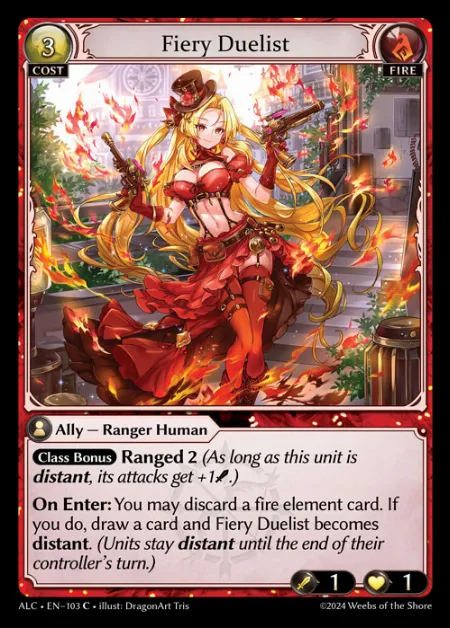 3
Fiery Duelist
COST
FIRE
Ally — Ranger Human
Class Bonus Ranged 2 (As long as this unit is
distant, its attacks get +1.)
On Enter: You may discard a fire element card. If
you do, draw a card and Fiery Duelist becomes
distant. (Units stay distant until the end of their
controller's turn.)
1
1
ALC • EN–103 C • illust: DragonArt Tris
©2024 Weebs of the Shore